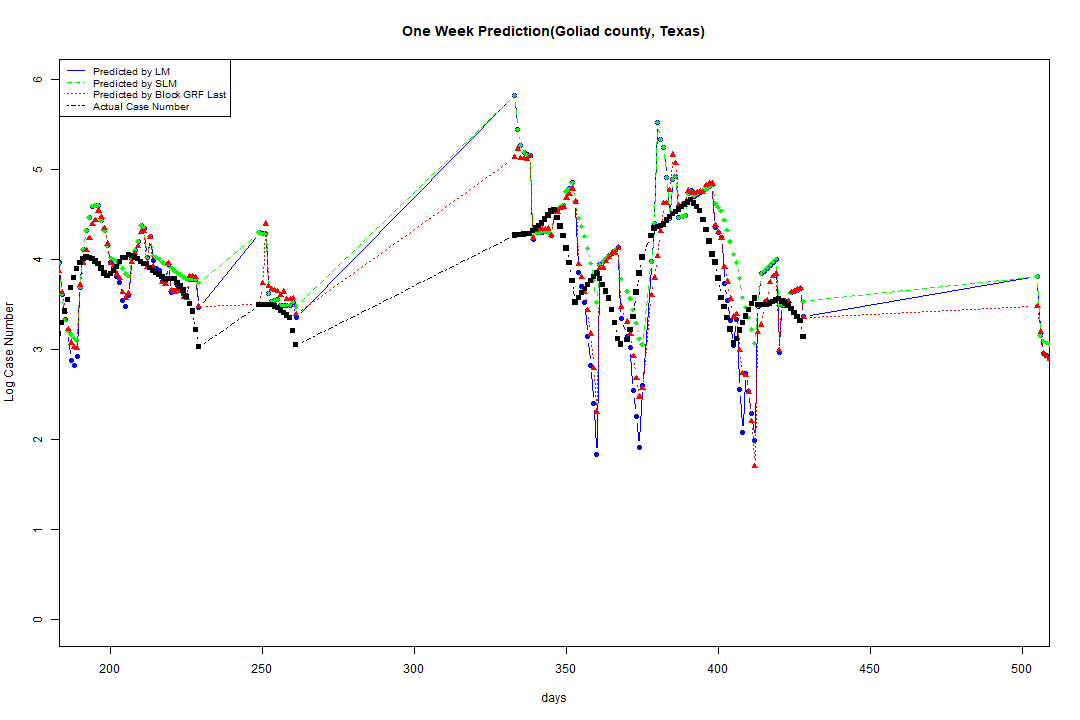 One Week Prediction(Goliad county, Texas)
Predicted by LM
Predicted by SLM
Predicted by Block GRF Last
Actual Case Number
6
5
4
3
2
1
0
Log Case Number
200 250 300 350 400 450 500
days